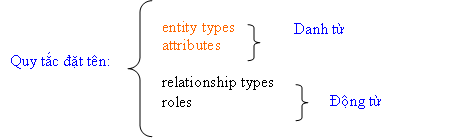 entity types
attributes
Danh từ
Quy tắc đặt tên:
relationship types
roles
Động từ